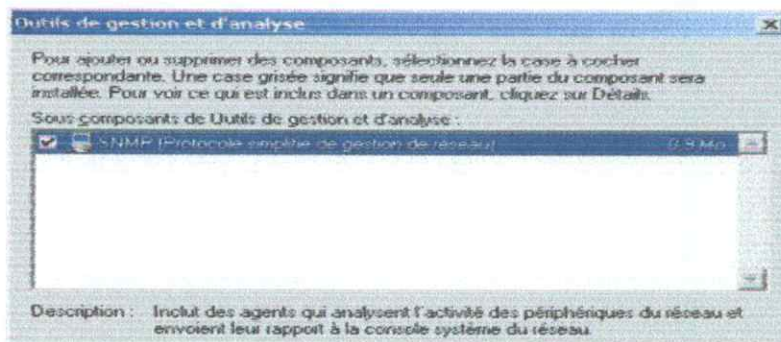 Outils de gestion et d'analyse
Pour ajouter ou supprimer des composants, sélectionnez la case à cocher
correspondante. Une case grisée signifie que seule une partie du composant sera
installée. Pour voir ce qui est inclus dans un composant, cliquez sur Détails.
Sous composants de Outils de gestion et d'analyse :
SNMP (Protocole simplifié de gestion de réseau) 0.9 Mo
Description : Inclut des agents qui analysent l'activité des périphériques du réseau et
envoient leur rapport à la console système du réseau.